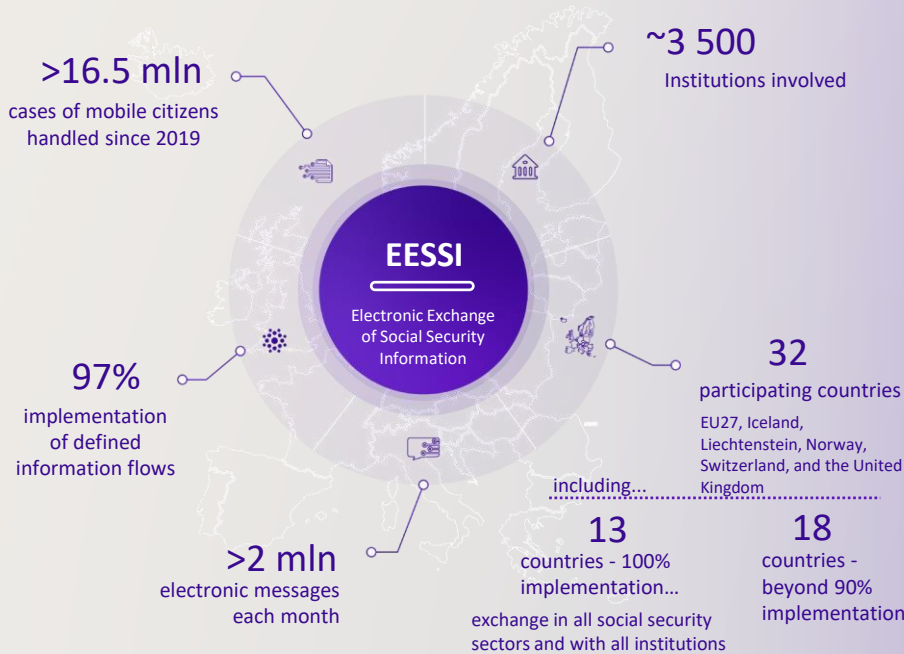 >16.5 mln
cases of mobile citizens
handled since 2019
~3 500
Institutions involved
EESSI
Electronic Exchange
of Social Security
Information
97%
implementation
of defined
information flows
32
participating countries
EU27, Iceland,
Liechtenstein, Norway,
Switzerland, and the United
Kingdom
including...
>2 mln
electronic messages
each month
13
countries - 100%
implementation...
exchange in all social security
sectors and with all institutions
18
countries -
beyond 90%
implementation